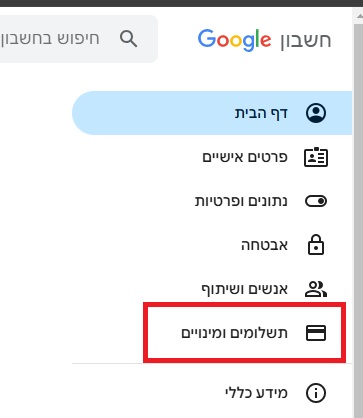 חשבון Google
חיפוש בחשבון
דף הבית
פרטים אישיים
נתונים ופרטיות
אבטחה
אנשים ושיתוף
תשלומים ומינויים
מידע כללי